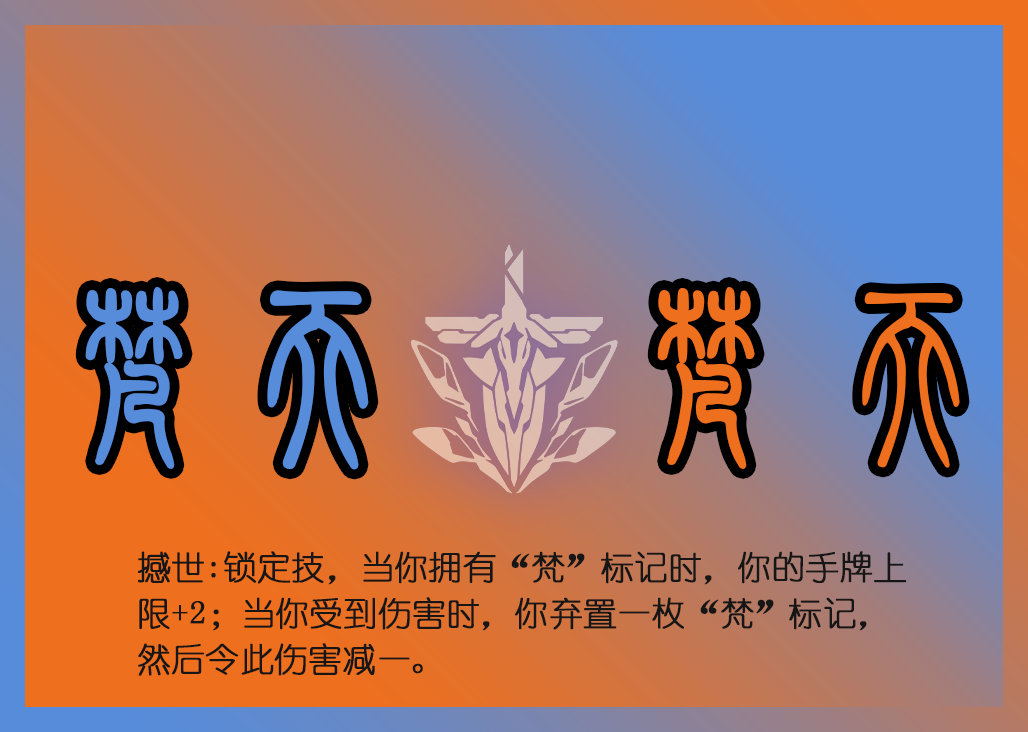 梵天 梵天
撼世:锁定技，当你拥有“梵”标记时，你的手牌上
限+2；当你受到伤害时，你弃置一枚“梵”标记，
然后令此伤害减一。